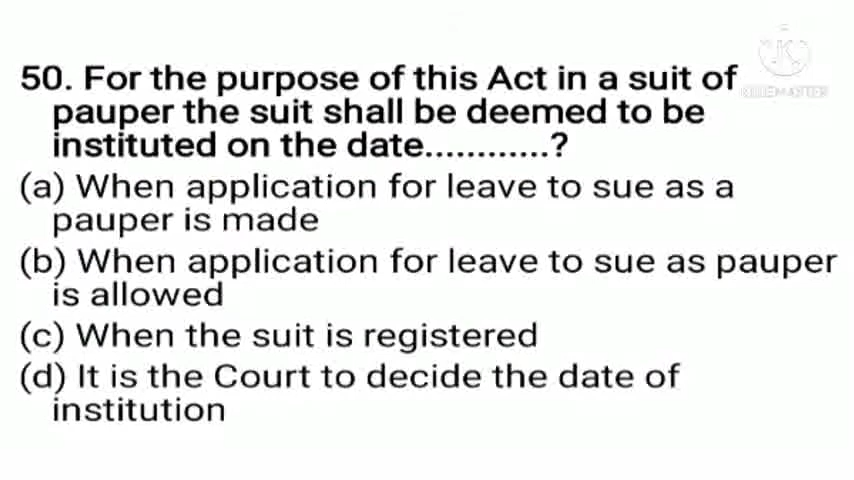 50. For the purpose of this Act in a suit of
pauper the suit shall be deemed to be
instituted on the date............?
(a) When application for leave to sue as a
pauper is made
(b) When application for leave to sue as pauper
is allowed
(c) When the suit is registered
(d) It is the Court to decide the date of
institution
KINEMASTER